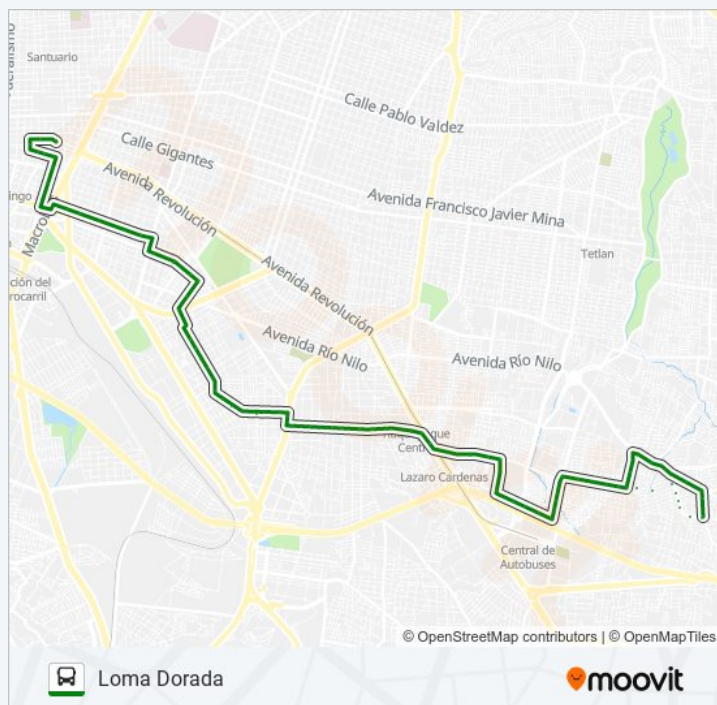 Santuario
Calle Pablo Valdez
Calle Gigantes
Avenida Revolución
Avenida Francisco Javier Mina
Tetlan
Avenida Revolución
Avenida Río Nilo
Avenida Río Nilo
Lazaro Cardenas
Central de
Autobuses
© OpenStreetMap contributors | © OpenMapTiles
Loma Dorada
moovit